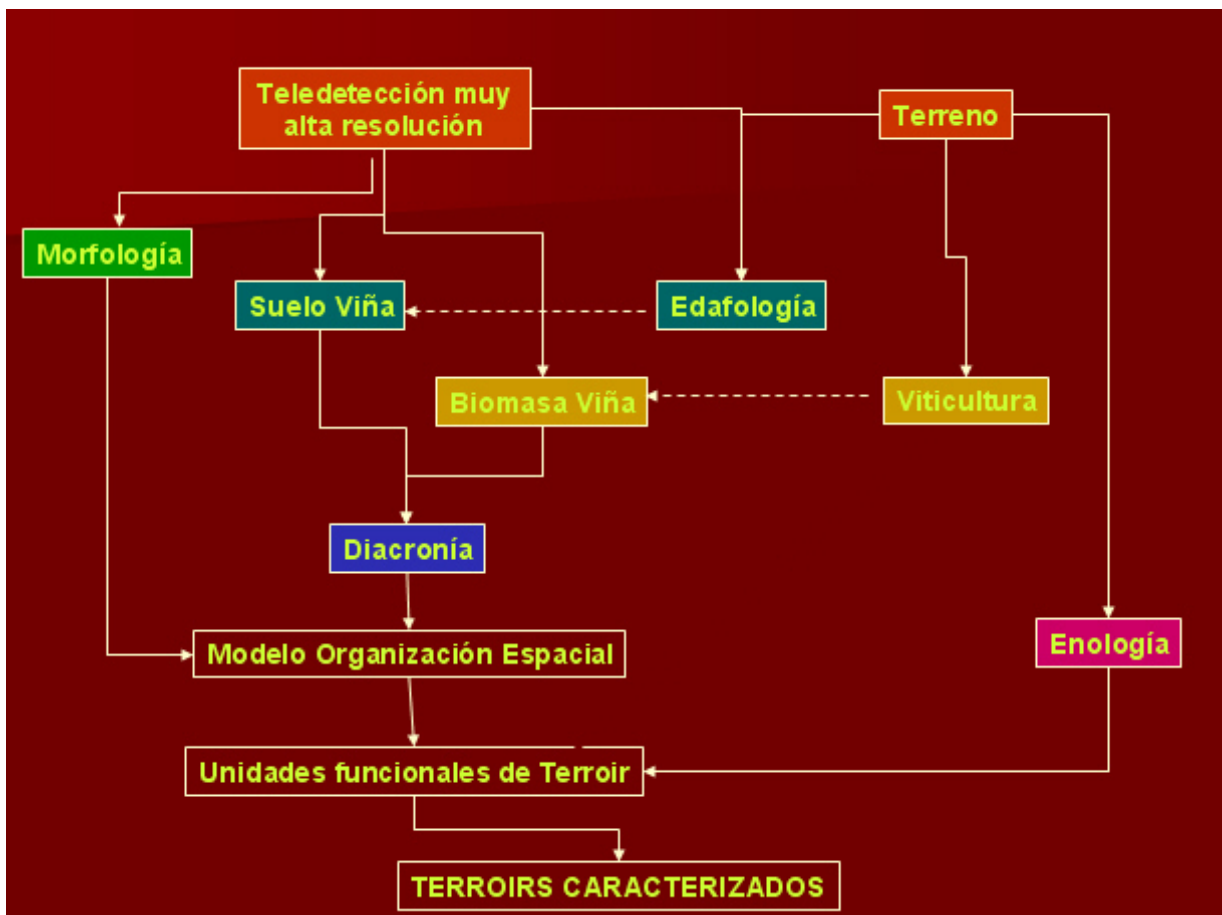 Teledetección muy
alta resolución
Terreno
Morfología
Suelo Viña
Edafología
Biomasa Viña
Viticultura
Diacronía
Modelo Organización Espacial
Enología
Unidades funcionales de Terroir
TERROIRS CARACTERIZADOS